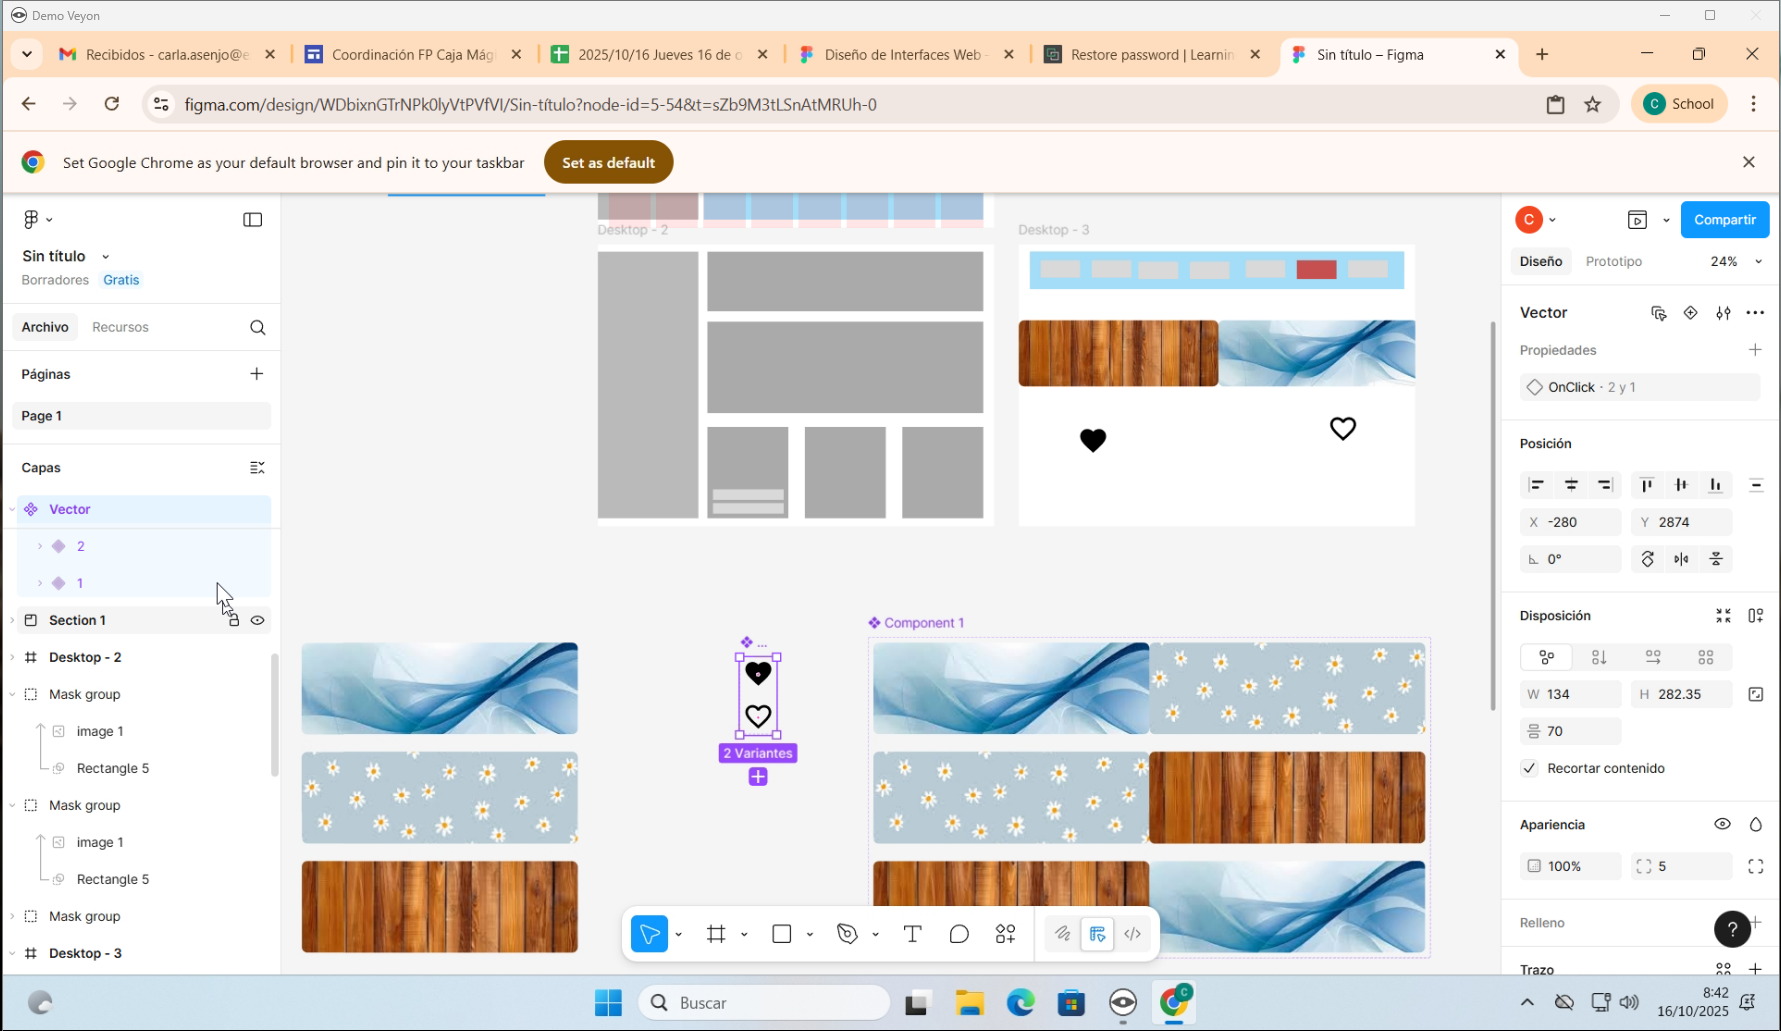 Demo Veyon
Recibidos - carla.asenjo@e
Coordinación FP Caja Mág
2025/10/16 Jueves 16 de o
Diseño de Interfaces Web -
Restore password | Learnin
Sin título – Figma
figma.com/design/WDbixnGTrNPk0lyVtPVfVI/Sin-título?node-id=5-54&t=sZb9M3tLSnAtMRUh-0
C School
Set Google Chrome as your default browser and pin it to your taskbar
Set as default
Sin título
Borradores Gratis
Archivo Recursos
Páginas
Page 1
Capas
Vector
2
1
Section 1
Desktop - 2
Mask group
image 1
Rectangle 5
Mask group
image 1
Rectangle 5
Mask group
Desktop - 3
Desktop - 2
Desktop - 3
...
2 Variantes
Component 1
C
Compartir
Diseño Prototipo 24%
Vector
Propiedades
OnClick · 2 y 1
Posición
X -280 Y 2874
0°
Disposición
W 134 H 282.35
70
Recortar contenido
Apariencia
100% 5
Relleno
?
Trazo
Buscar
C
8:42
16/10/2025